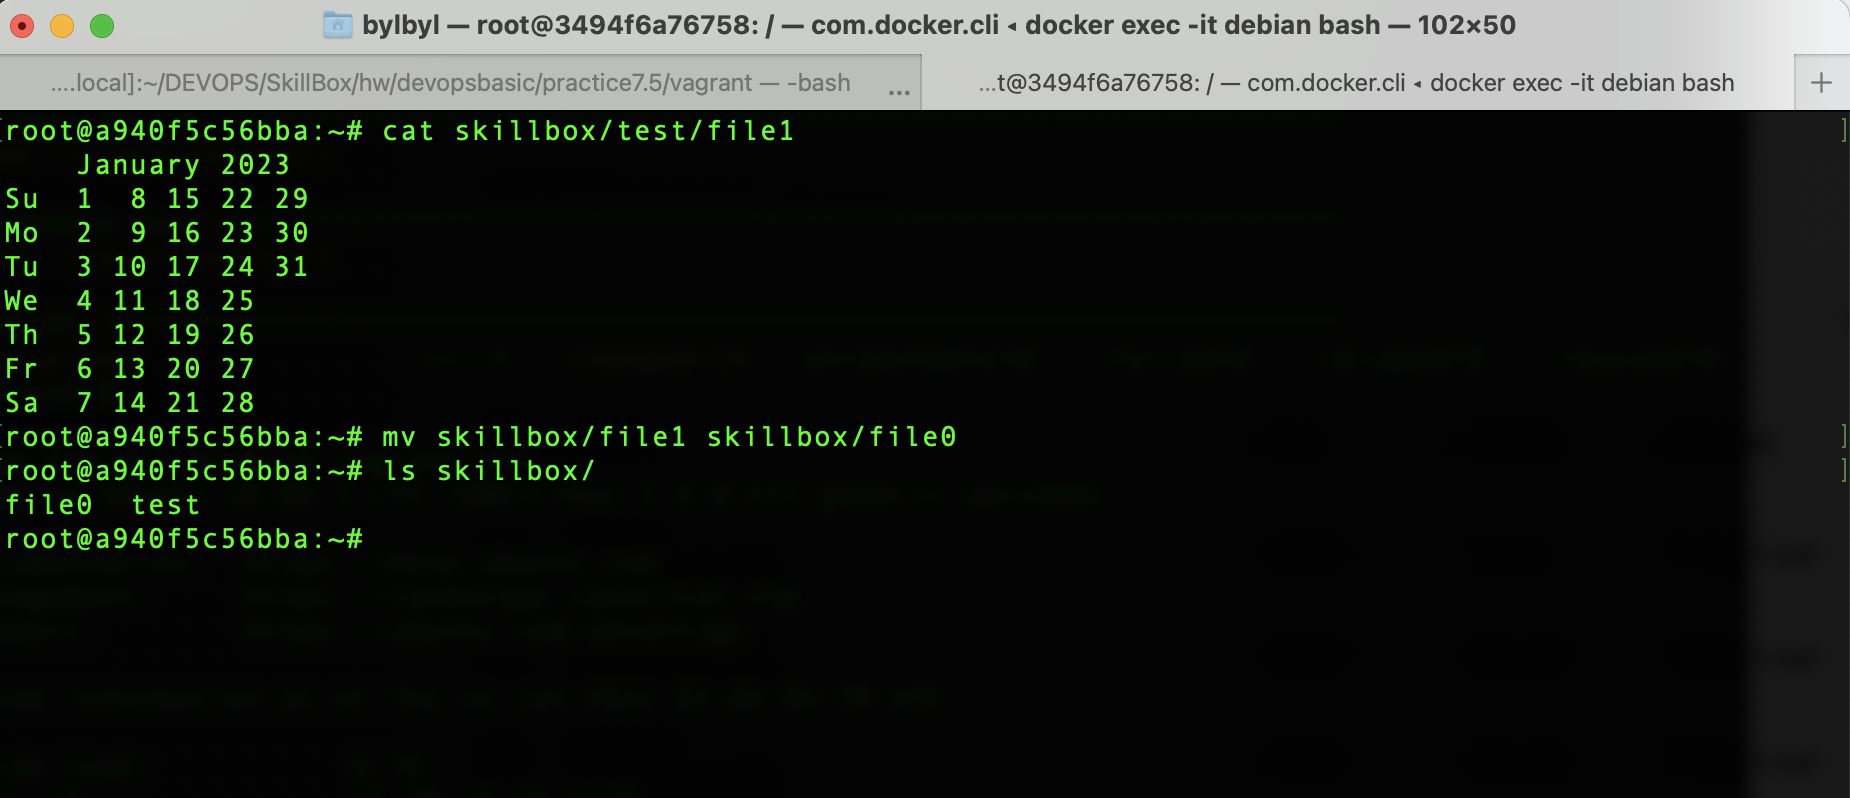 bylbyl — root@3494f6a76758: / — com.docker.cli ◂ docker exec -it debian bash — 102×50
....local]:~/DEVOPS/SkillBox/hw/devopsbasic/practice7.5/vagrant — -bash ... ...t@3494f6a76758: / — com.docker.cli ◂ docker exec -it debian bash +
[root@a940f5c56bba:~# cat skillbox/test/file1 ]
    January 2023
Su  1  8 15 22 29
Mo  2  9 16 23 30
Tu  3 10 17 24 31
We  4 11 18 25
Th  5 12 19 26
Fr  6 13 20 27
Sa  7 14 21 28
[root@a940f5c56bba:~# mv skillbox/file1 skillbox/file0 ]
[root@a940f5c56bba:~# ls skillbox/ ]
file0  test
root@a940f5c56bba:~#